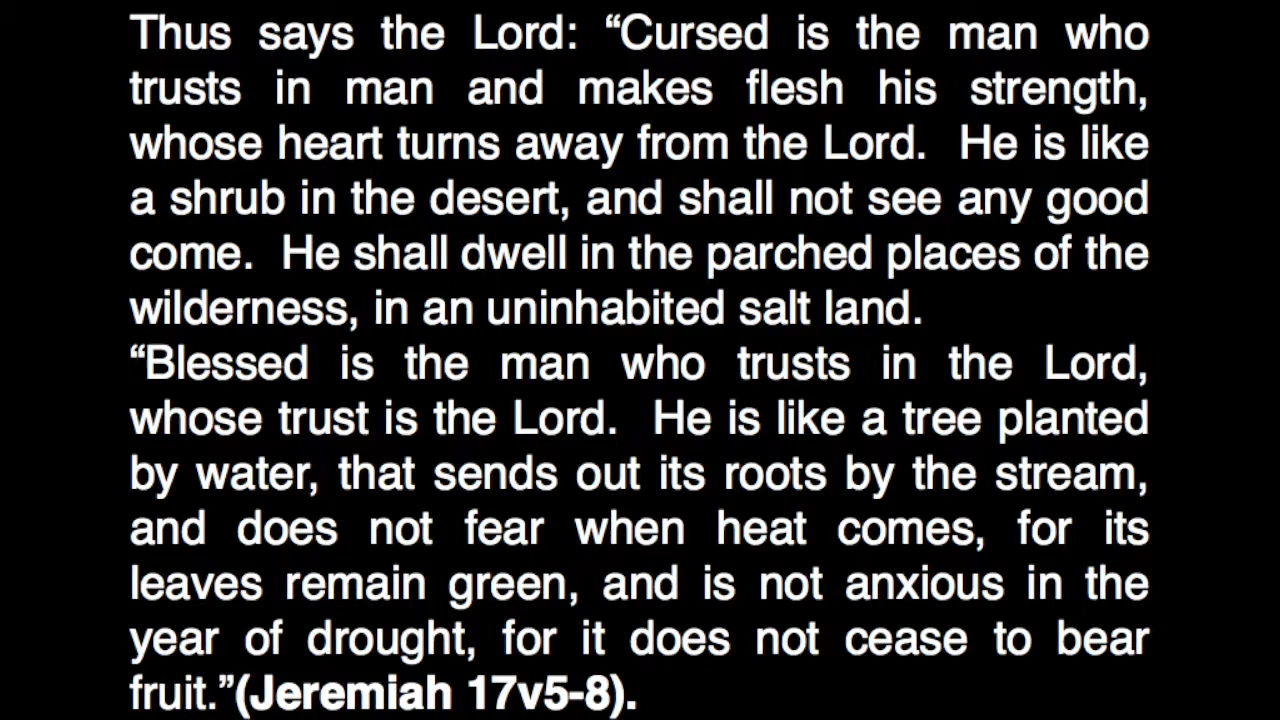 Thus says the Lord: “Cursed is the man who
trusts in man and makes flesh his strength,
whose heart turns away from the Lord.  He is like
a shrub in the desert, and shall not see any good
come.  He shall dwell in the parched places of the
wilderness, in an uninhabited salt land.
“Blessed is the man who trusts in the Lord,
whose trust is the Lord.  He is like a tree planted
by water, that sends out its roots by the stream,
and does not fear when heat comes, for its
leaves remain green, and is not anxious in the
year of drought, for it does not cease to bear
fruit.”(Jeremiah 17v5-8).